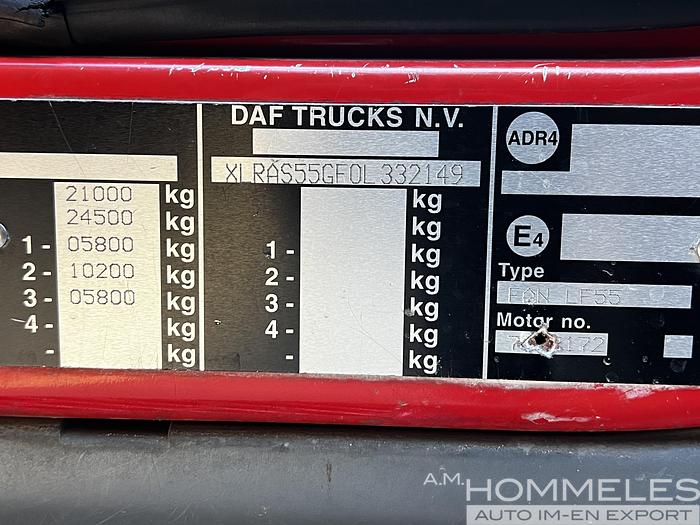 DAF TRUCKS N.V.
XLRAS55GF0L332149
21000 kg
24500 kg
1 - 05800 kg
2 - 10200 kg
3 - 05800 kg
4 - kg
- kg
kg
kg
1 - kg
2 - kg
3 - kg
4 - kg
- kg
ADR4
E4
Type
FAN LF55
Motor no.
A.M.
HOMMELES
AUTO IM-EN EXPORT